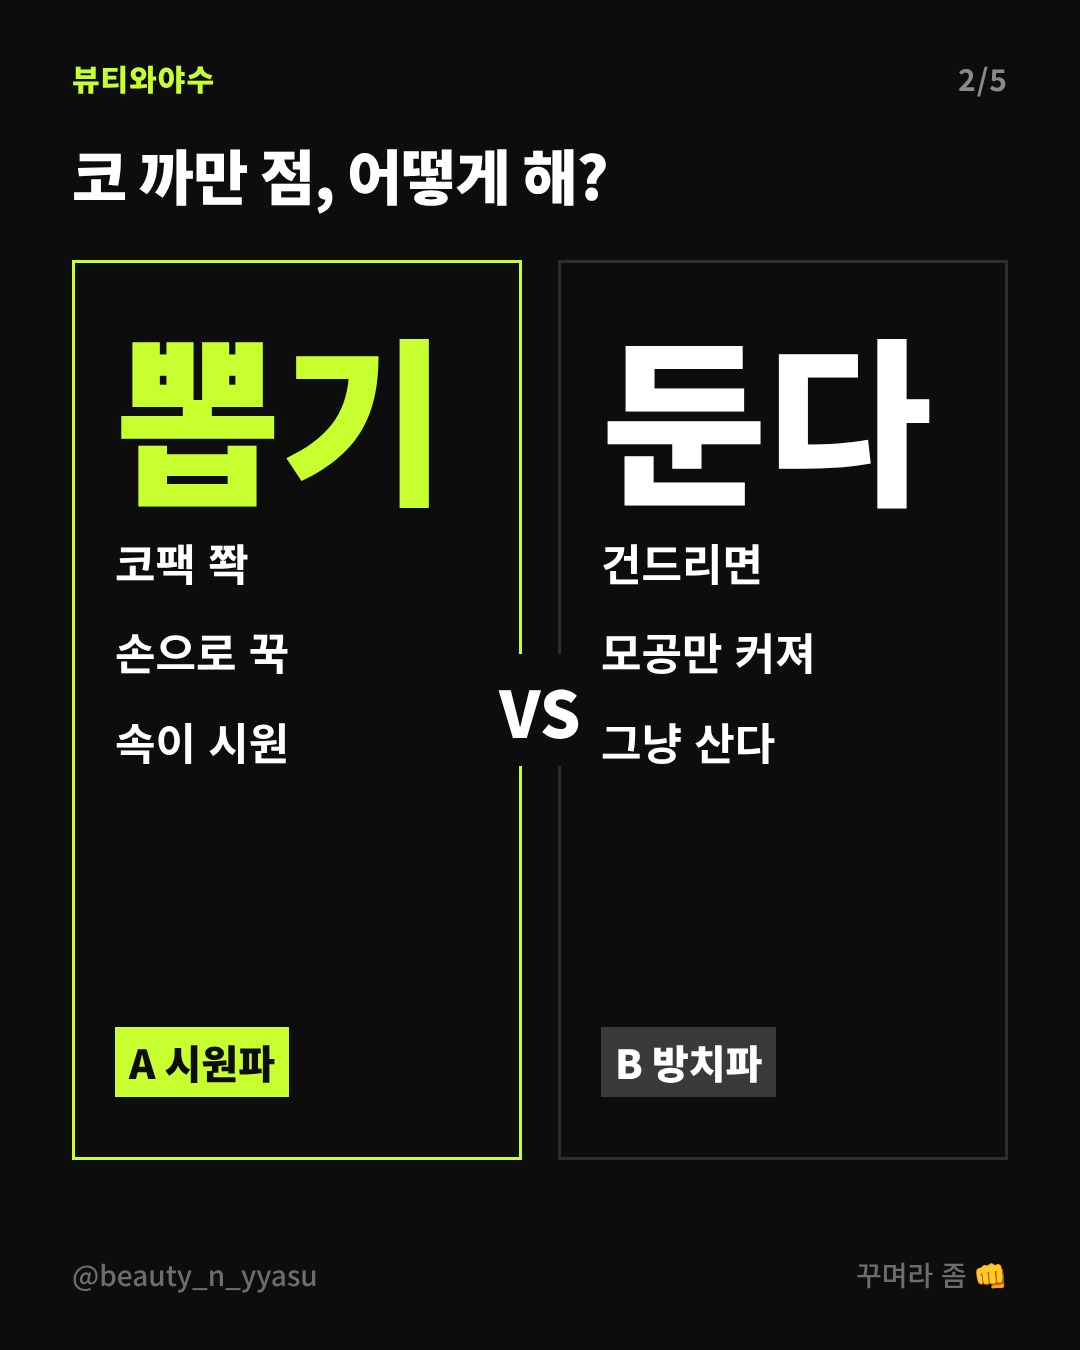 뷰티와야수
2/5
코 까만 점, 어떻게 해?
뽑기
코팩 쫙
손으로 꾹
속이 시원
A 시원파
VS
둔다
건드리면
모공만 커져
그냥 산다
B 방치파
@beauty_n_yyasu
꾸며라 좀 👊